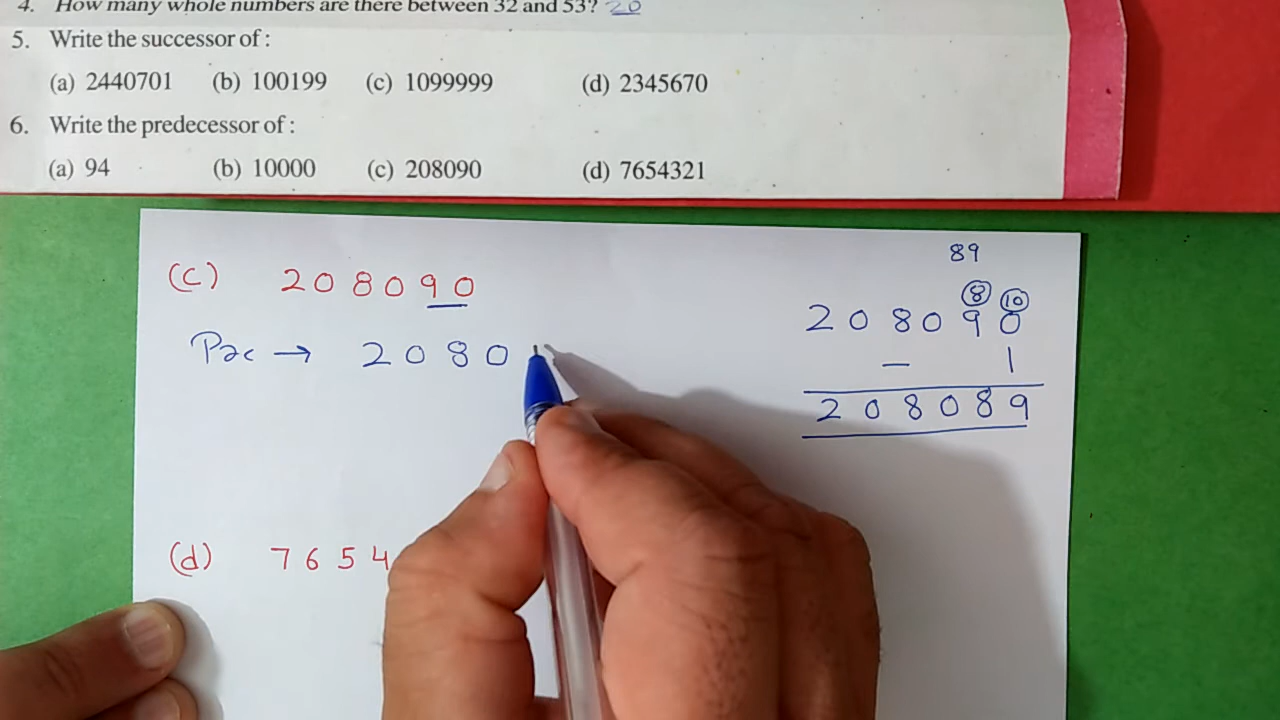 4. How many whole numbers are there between 32 and 53? 20
5. Write the successor of :
(a) 2440701 (b) 100199 (c) 1099999 (d) 2345670
6. Write the predecessor of :
(a) 94 (b) 10000 (c) 208090 (d) 7654321
(c) 208090
Pre → 2080
89
8 10
208090
− 1
208089
(d) 7654